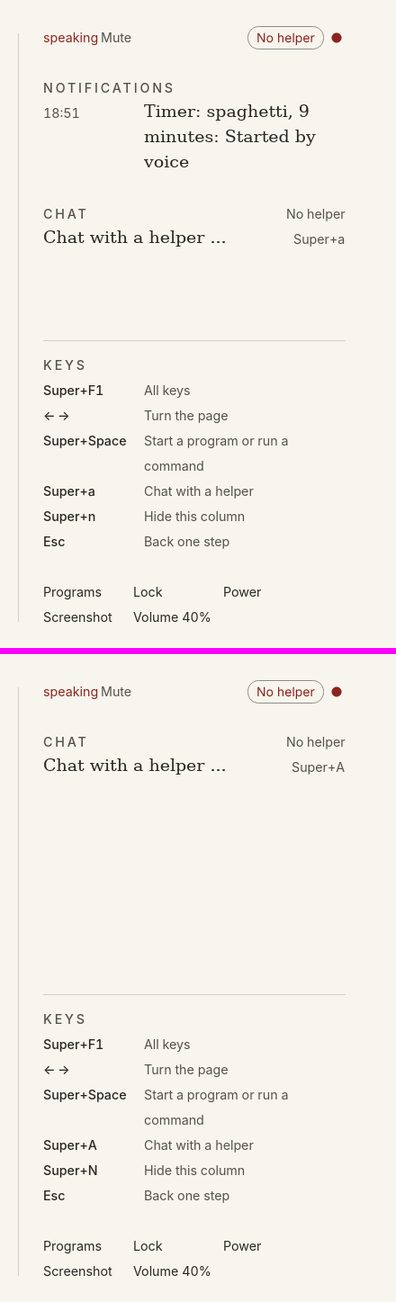 speaking Mute No helper
NOTIFICATIONS
18:51 Timer: spaghetti, 9
minutes: Started by
voice
CHAT No helper
Chat with a helper ... Super+a
KEYS
Super+F1 All keys
← → Turn the page
Super+Space Start a program or run a
command
Super+a Chat with a helper
Super+n Hide this column
Esc Back one step
Programs Lock Power
Screenshot Volume 40%
speaking Mute No helper
CHAT No helper
Chat with a helper ... Super+A
KEYS
Super+F1 All keys
← → Turn the page
Super+Space Start a program or run a
command
Super+A Chat with a helper
Super+N Hide this column
Esc Back one step
Programs Lock Power
Screenshot Volume 40%